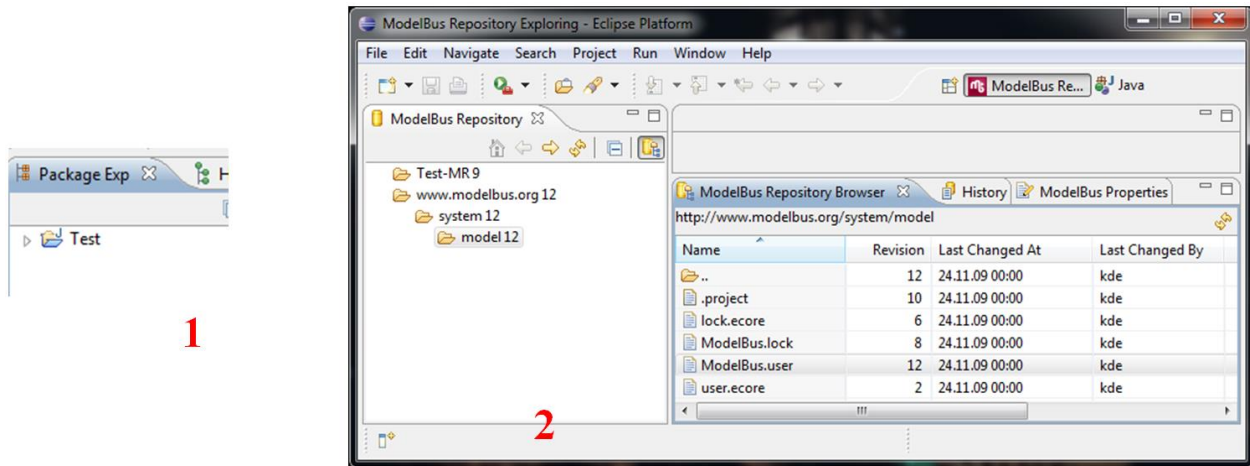 Package Exp
Test
1
ModelBus Repository Exploring - Eclipse Platform
File Edit Navigate Search Project Run Window Help
ModelBus Re... Java
ModelBus Repository
Test-MR 9
www.modelbus.org 12
system 12
model 12
ModelBus Repository Browser History ModelBus Properties
http://www.modelbus.org/system/model
Name Revision Last Changed At Last Changed By
.. 12 24.11.09 00:00 kde
.project 10 24.11.09 00:00 kde
lock.ecore 6 24.11.09 00:00 kde
ModelBus.lock 8 24.11.09 00:00 kde
ModelBus.user 12 24.11.09 00:00 kde
user.ecore 2 24.11.09 00:00 kde
2